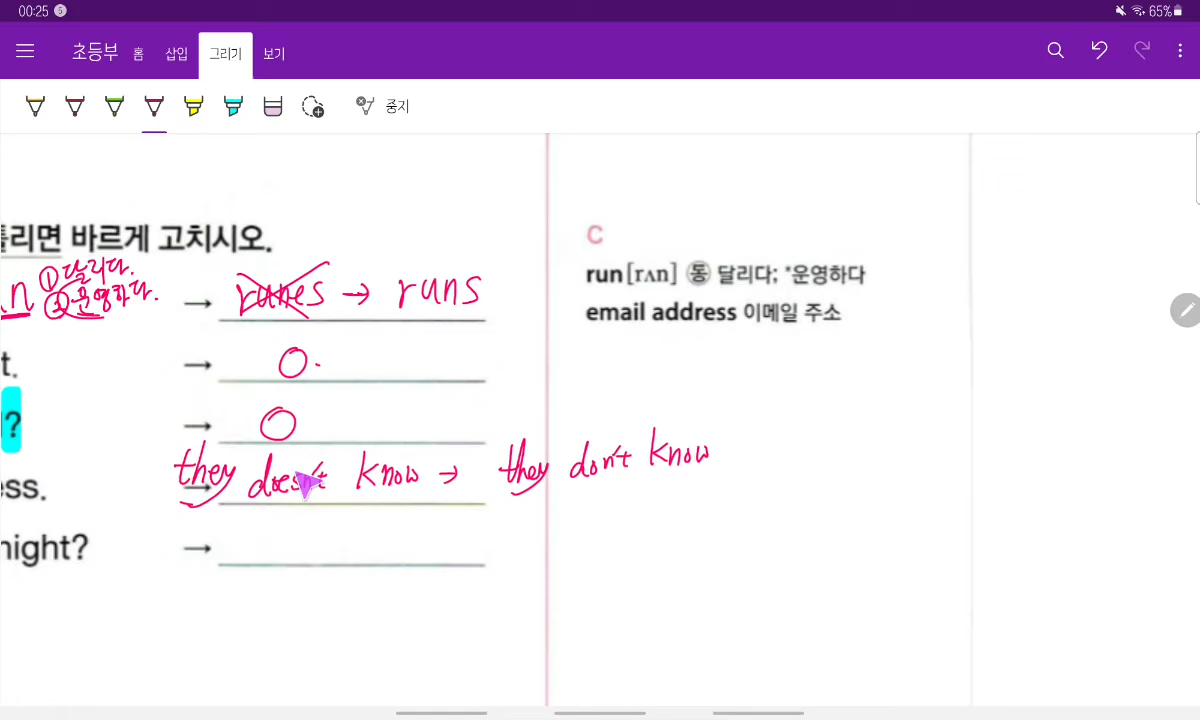 00:25 5 65%
초등부 홈 삽입 그리기 보기
중지
틀리면 바르게 고치시오.
C
run[rʌn] 동 달리다; *운영하다
email address 이메일 주소
n ①달리다.
②운영하다.
→ runes → runs
t. → O.
? → O
they doesn't know → they don't know
ess. →
night? →